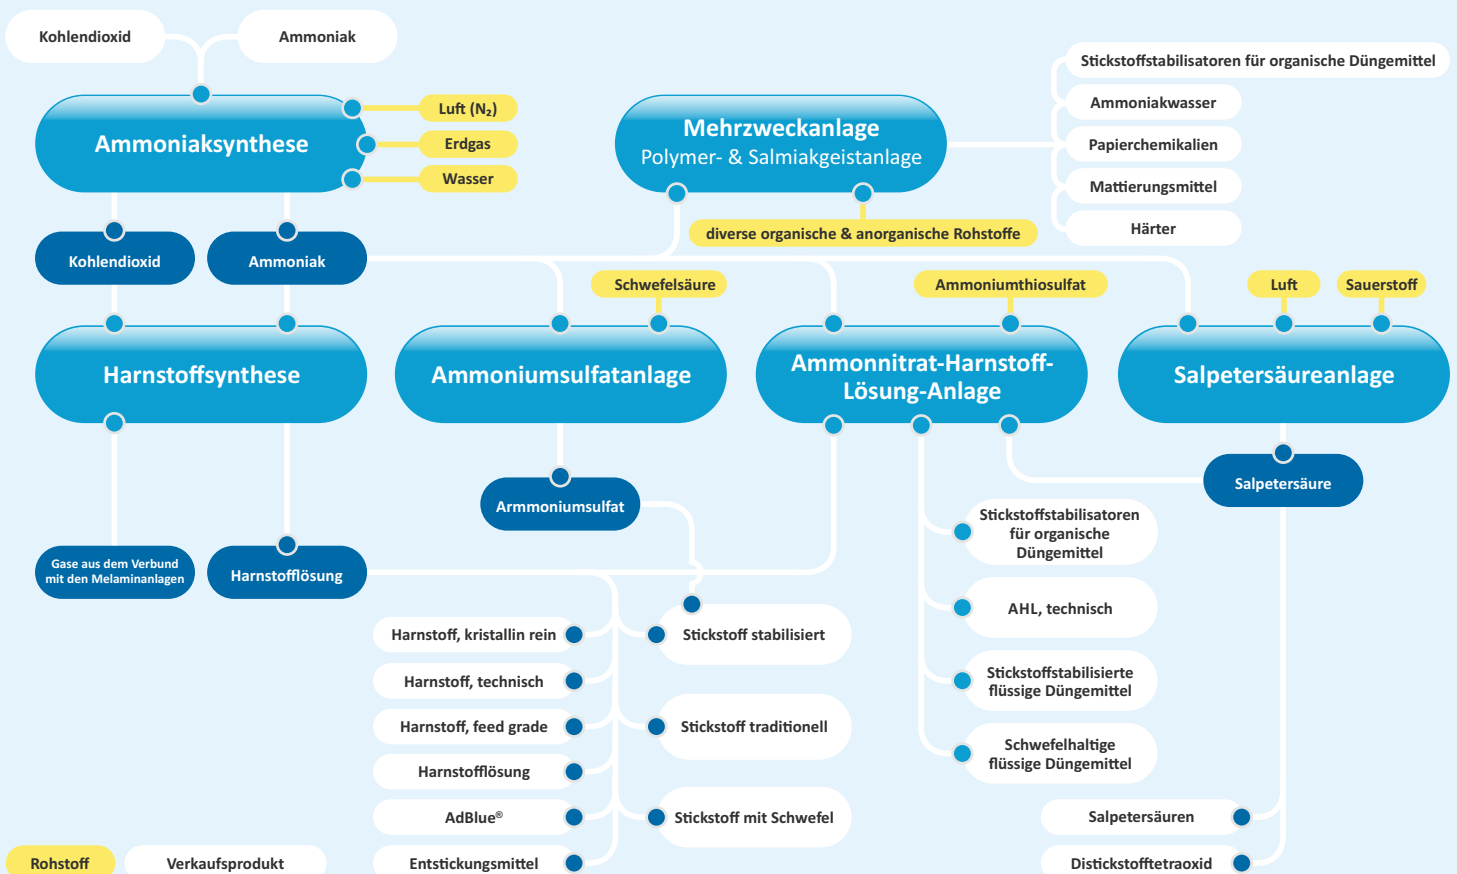 Kohlendioxid
Ammoniak
Ammoniaksynthese
Luft (N₂)
Erdgas
Wasser
Mehrzweckanlage
Polymer- & Salmiakgeistanlage
diverse organische & anorganische Rohstoffe
Stickstoffstabilisatoren für organische Düngemittel
Ammoniakwasser
Papierchemikalien
Mattierungsmittel
Härter
Kohlendioxid
Ammoniak
Schwefelsäure
Ammoniumthiosulfat
Luft
Sauerstoff
Harnstoffsynthese
Ammoniumsulfatanlage
Ammonnitrat-Harnstoff-
Lösung-Anlage
Salpetersäureanlage
Armmoniumsulfat
Salpetersäure
Gase aus dem Verbund
mit den Melaminanlagen
Harnstofflösung
Stickstoffstabilisatoren
für organische
Düngemittel
AHL, technisch
Stickstoffstabilisierte
flüssige Düngemittel
Schwefelhaltige
flüssige Düngemittel
Harnstoff, kristallin rein
Harnstoff, technisch
Harnstoff, feed grade
Harnstofflösung
AdBlue®
Entstickungsmittel
Stickstoff stabilisiert
Stickstoff traditionell
Stickstoff mit Schwefel
Salpetersäuren
Distickstofftetraoxid
Rohstoff
Verkaufsprodukt